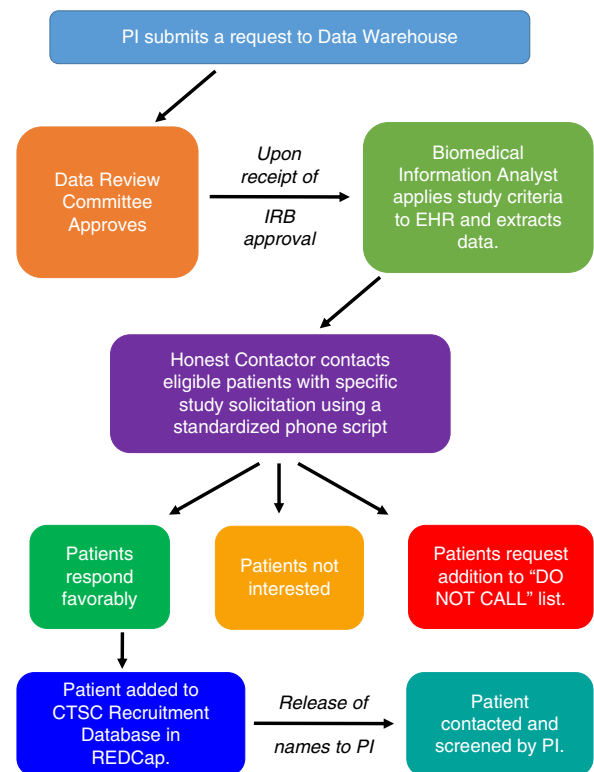 PI submits a request to Data Warehouse
Data Review
Committee
Approves
Upon
receipt of
IRB
approval
Biomedical
Information Analyst
applies study criteria
to EHR and extracts
data.
Honest Contactor contacts
eligible patients with specific
study solicitation using a
standardized phone script
Patients
respond
favorably
Patients not
interested
Patients request
addition to “DO
NOT CALL” list.
Patient added to
CTSC Recruitment
Database in
REDCap.
Release of
names to PI
Patient
contacted and
screened by PI.